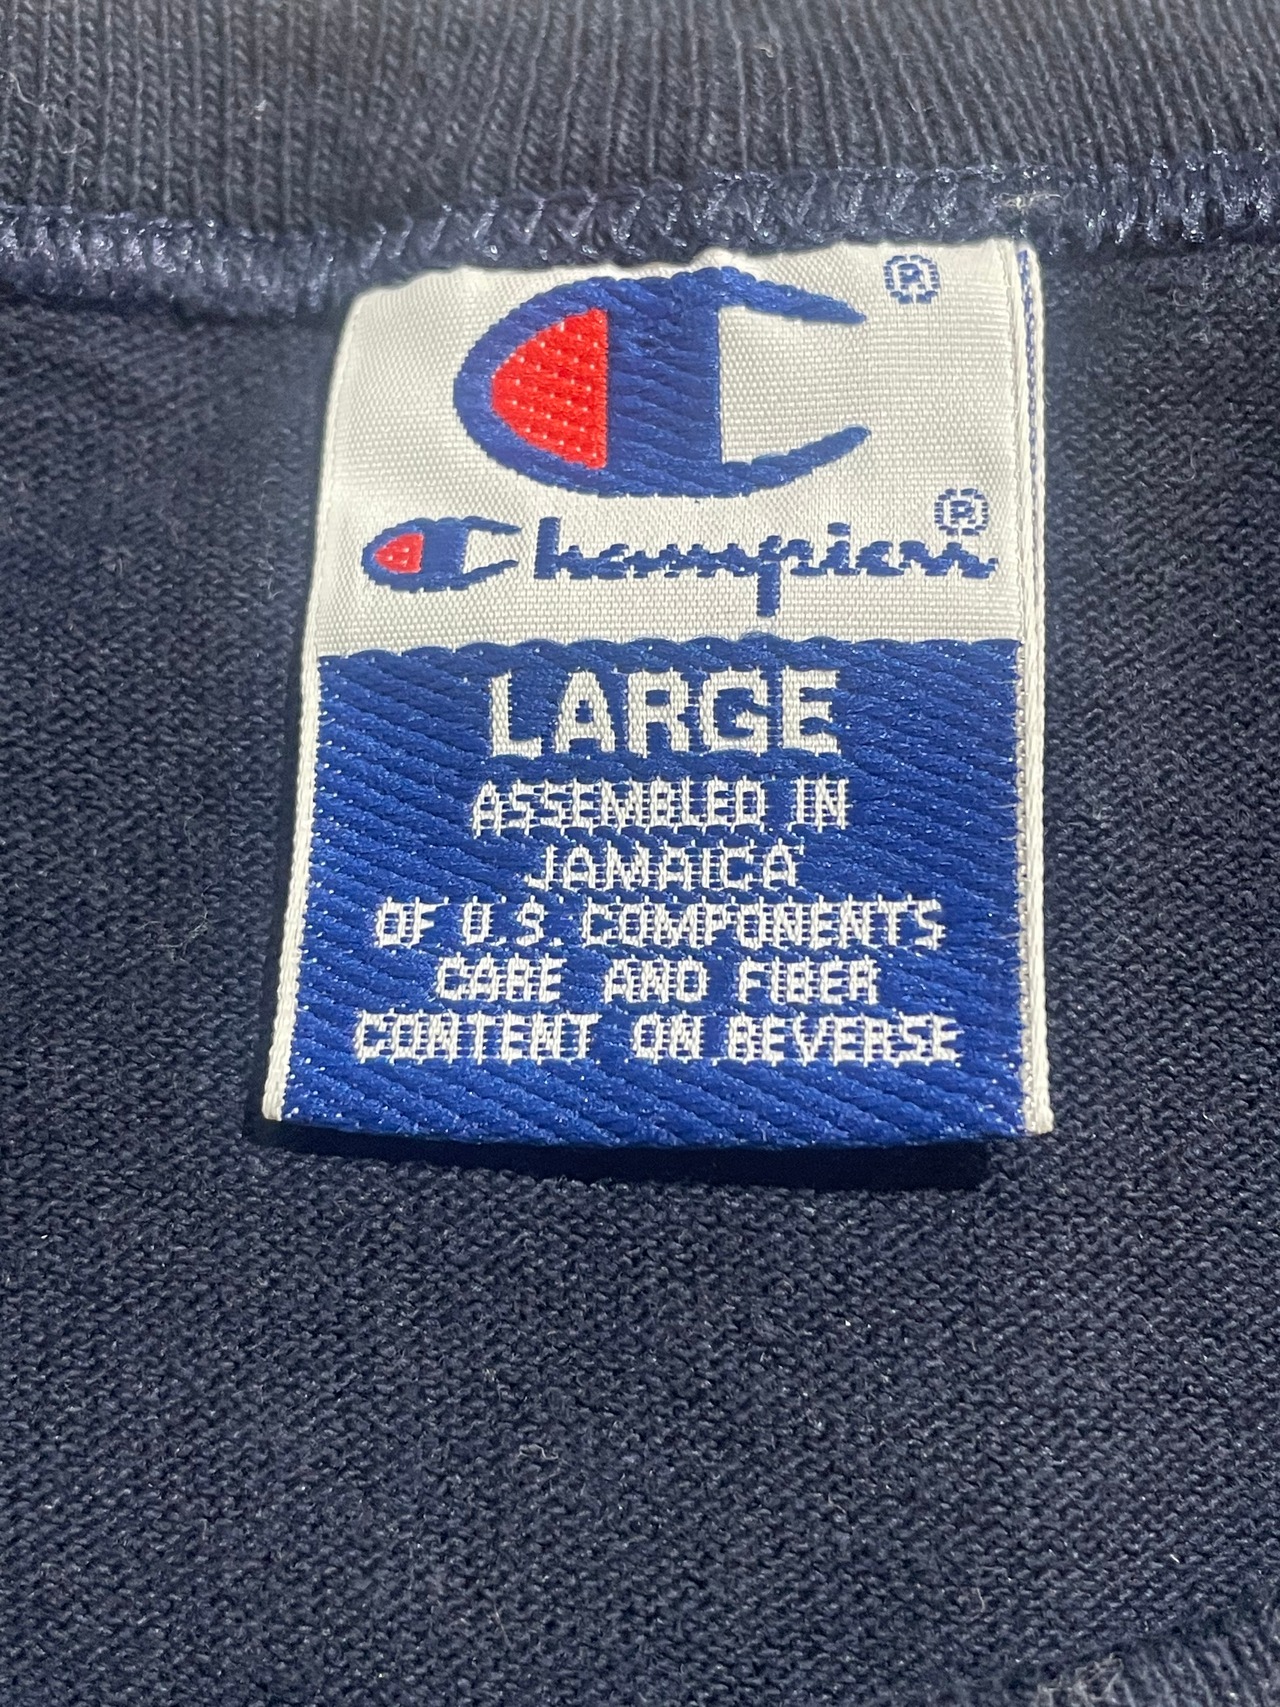 ®
Champion®
LARGE
ASSEMBLED IN
JAMAICA
OF U.S. COMPONENTS
CARE AND FIBER
CONTENT ON REVERSE